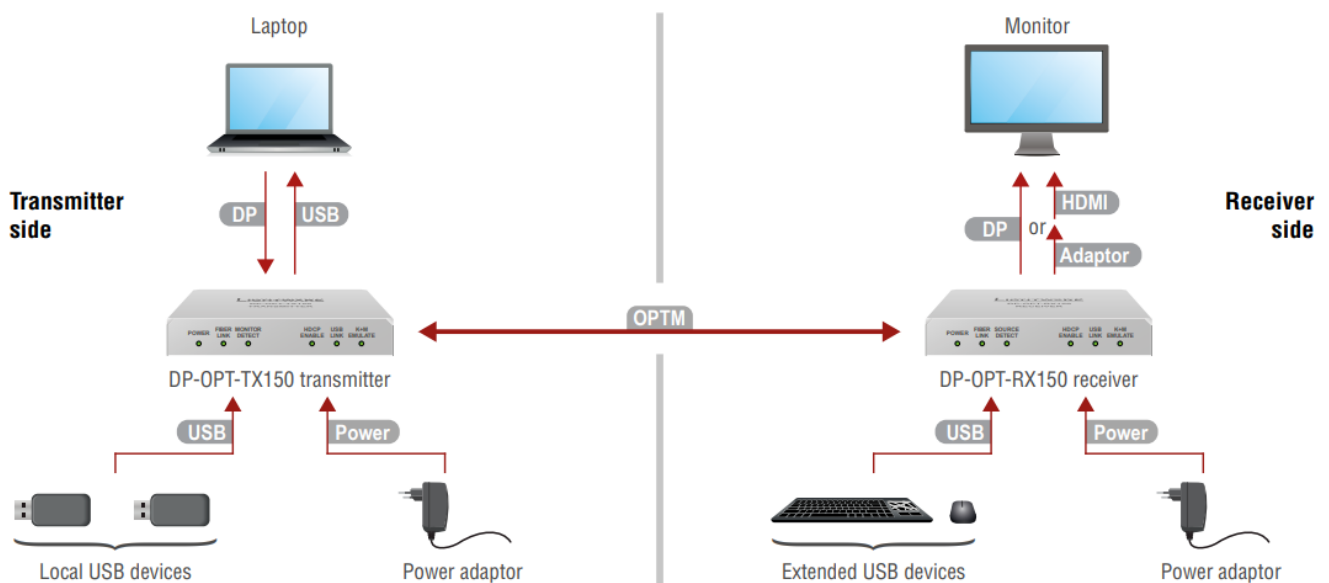 Laptop
Monitor
Transmitter
side
Receiver
side
DP
USB
HDMI
DP
or
Adaptor
LIGHTWARE
LIGHTWARE
OPTM
POWER
FIBER
LINK
MONITOR
DETECT
HDCP
ENABLE
USB
LINK
K+M
EMULATE
POWER
FIBER
LINK
SOURCE
DETECT
HDCP
ENABLE
USB
LINK
K+M
EMULATE
DP-OPT-TX150 transmitter
DP-OPT-RX150 receiver
USB
Power
USB
Power
Local USB devices
Power adaptor
Extended USB devices
Power adaptor